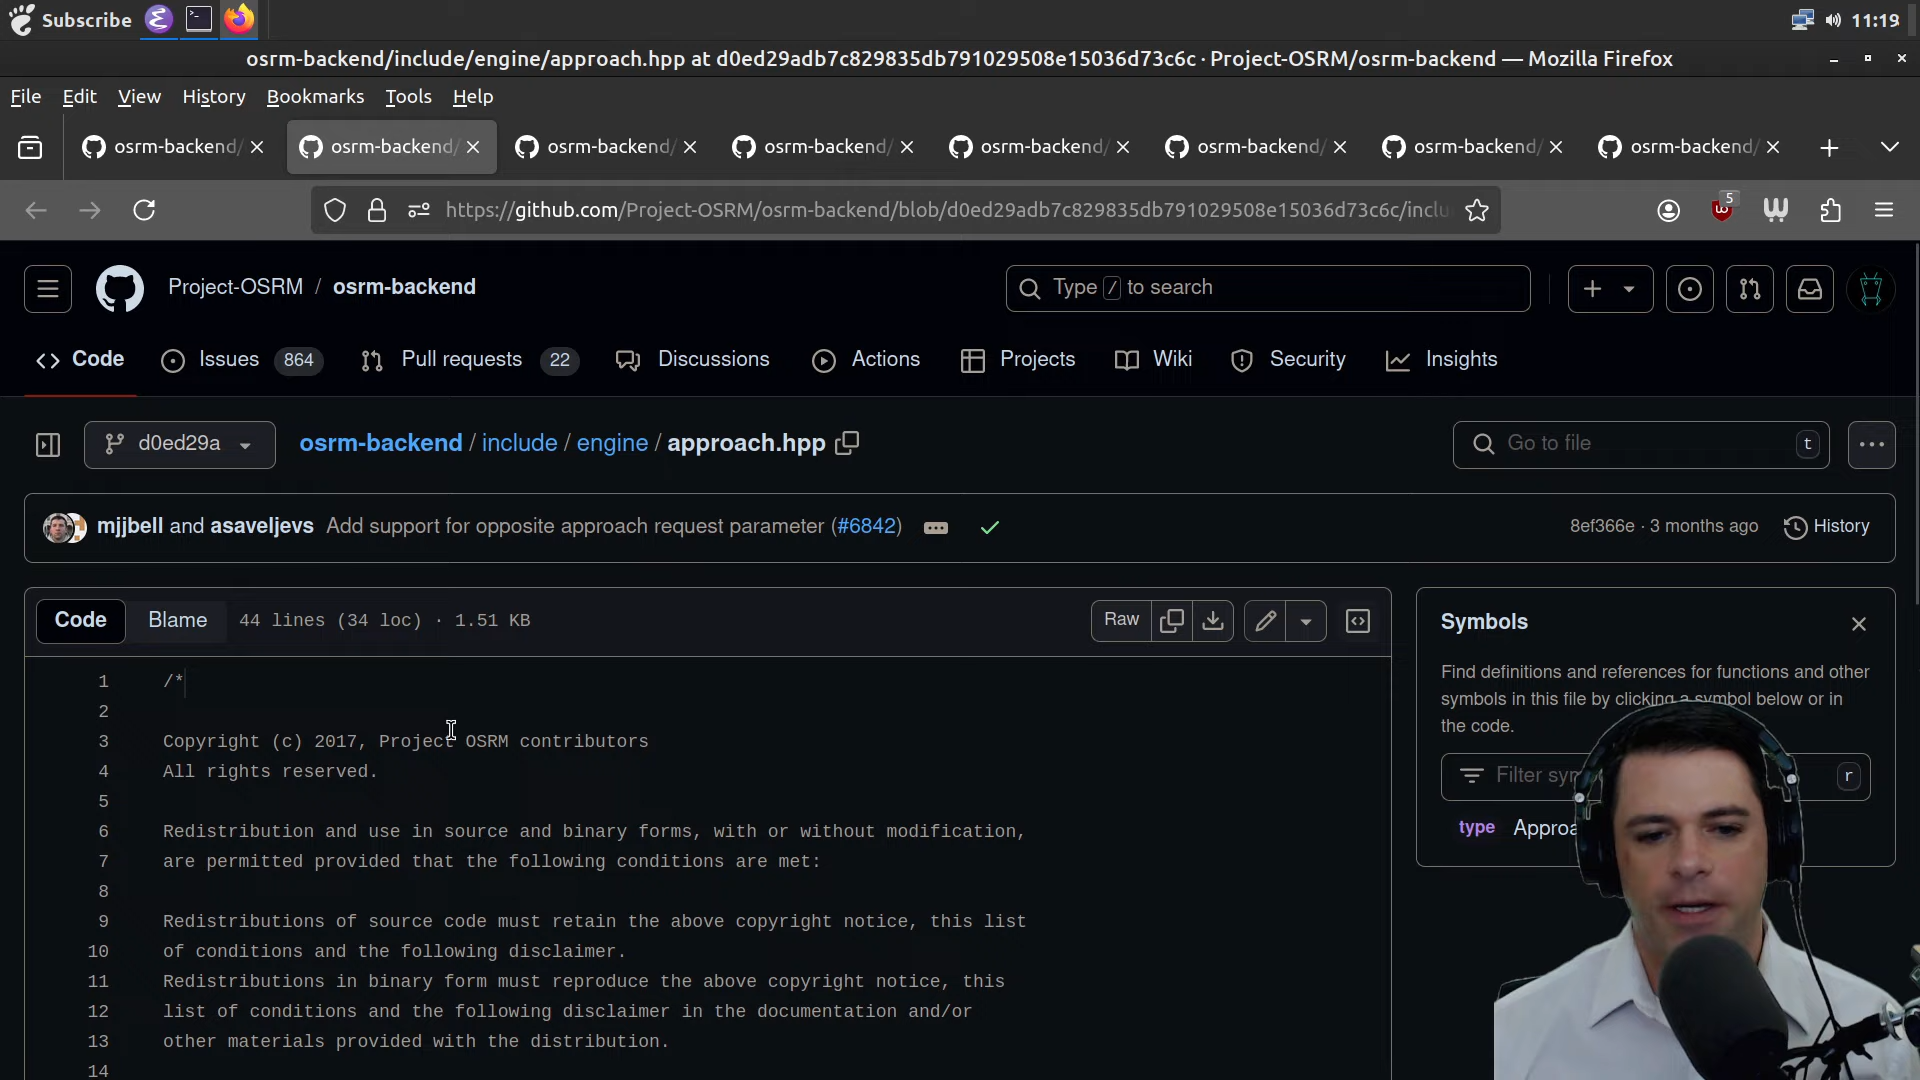 Subscribe
11:19
osrm-backend/include/engine/approach.hpp at d0ed29adb7c829835db791029508e15036d73c6c · Project-OSRM/osrm-backend — Mozilla Firefox
File Edit View History Bookmarks Tools Help
osrm-backend/ osrm-backend/ osrm-backend/ osrm-backend/ osrm-backend/ osrm-backend/ osrm-backend/ osrm-backend/
https://github.com/Project-OSRM/osrm-backend/blob/d0ed29adb7c829835db791029508e15036d73c6c/inclu
5
Project-OSRM / osrm-backend
Type / to search
Code Issues 864 Pull requests 22 Discussions Actions Projects Wiki Security Insights
d0ed29a osrm-backend / include / engine / approach.hpp
Go to file t
mjjbell and asaveljevs Add support for opposite approach request parameter (#6842)
8ef366e · 3 months ago History
Code Blame 44 lines (34 loc) · 1.51 KB
Raw
Symbols
Find definitions and references for functions and other
symbols in this file by clicking a symbol below or in
the code.
Filter sym r
type Approa
1 /*
2
3 Copyright (c) 2017, Project OSRM contributors
4 All rights reserved.
5
6 Redistribution and use in source and binary forms, with or without modification,
7 are permitted provided that the following conditions are met:
8
9 Redistributions of source code must retain the above copyright notice, this list
10 of conditions and the following disclaimer.
11 Redistributions in binary form must reproduce the above copyright notice, this
12 list of conditions and the following disclaimer in the documentation and/or
13 other materials provided with the distribution.
14